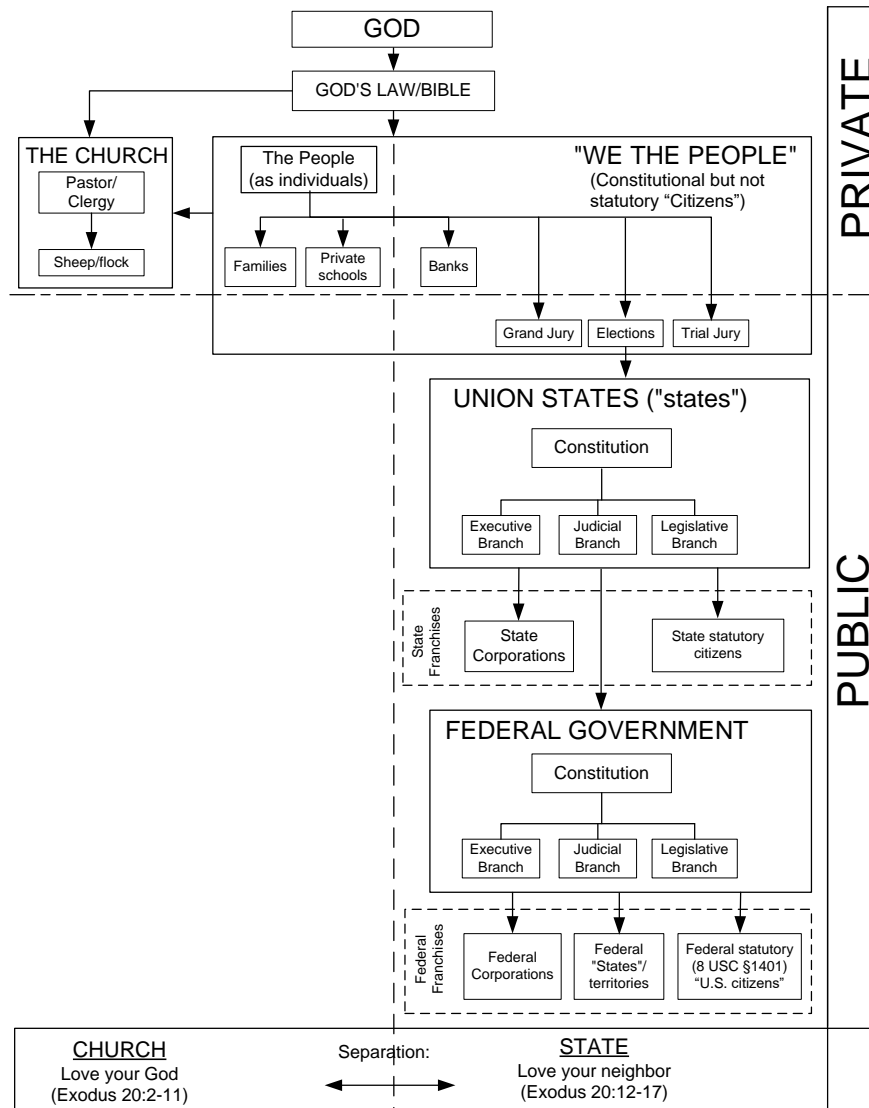 GOD
GOD'S LAW/BIBLE
PRIVATE
THE CHURCH
Pastor/
Clergy
Sheep/flock
The People
(as individuals)
"WE THE PEOPLE"
(Constitutional but not
statutory “Citizens”)
Families
Private
schools
Banks
Grand Jury
Elections
Trial Jury
PUBLIC
UNION STATES ("states")
Constitution
Executive
Branch
Judicial
Branch
Legislative
Branch
State
Franchises
State
Corporations
State statutory
citizens
FEDERAL GOVERNMENT
Constitution
Executive
Branch
Judicial
Branch
Legislative
Branch
Federal
Franchises
Federal
Corporations
Federal
"States"/
territories
Federal statutory
(8 USC §1401)
“U.S. citizens”
CHURCH
Love your God
(Exodus 20:2-11)
Separation:
STATE
Love your neighbor
(Exodus 20:12-17)